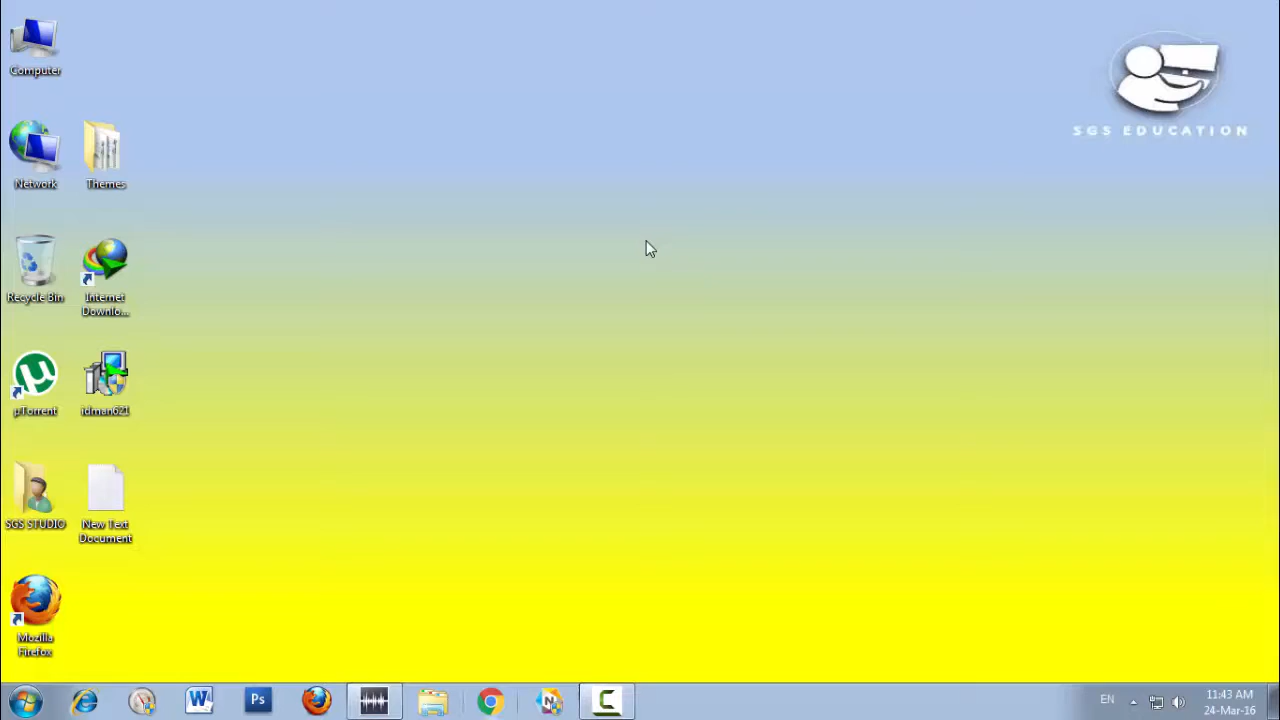 Computer
SGS EDUCATION
Network
Themes
Recycle Bin
Internet
Downlo...
µTorrent
idman621
SGS STUDIO
New Text
Document
Mozilla
Firefox
W
Ps
N
C
EN
11:43 AM
24-Mar-16